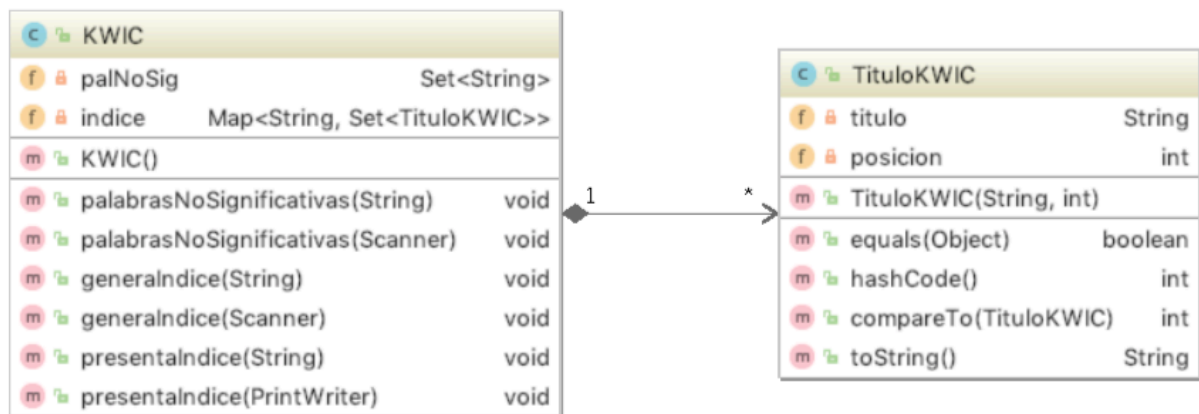 c KWIC
f palNoSig Set<String>
f indice Map<String, Set<TituloKWIC>>
m KWIC()
m palabrasNoSignificativas(String) void
m palabrasNoSignificativas(Scanner) void
m generaIndice(String) void
m generaIndice(Scanner) void
m presentaIndice(String) void
m presentaIndice(PrintWriter) void
1 *
c TituloKWIC
f titulo String
f posicion int
m TituloKWIC(String, int)
m equals(Object) boolean
m hashCode() int
m compareTo(TituloKWIC) int
m toString() String